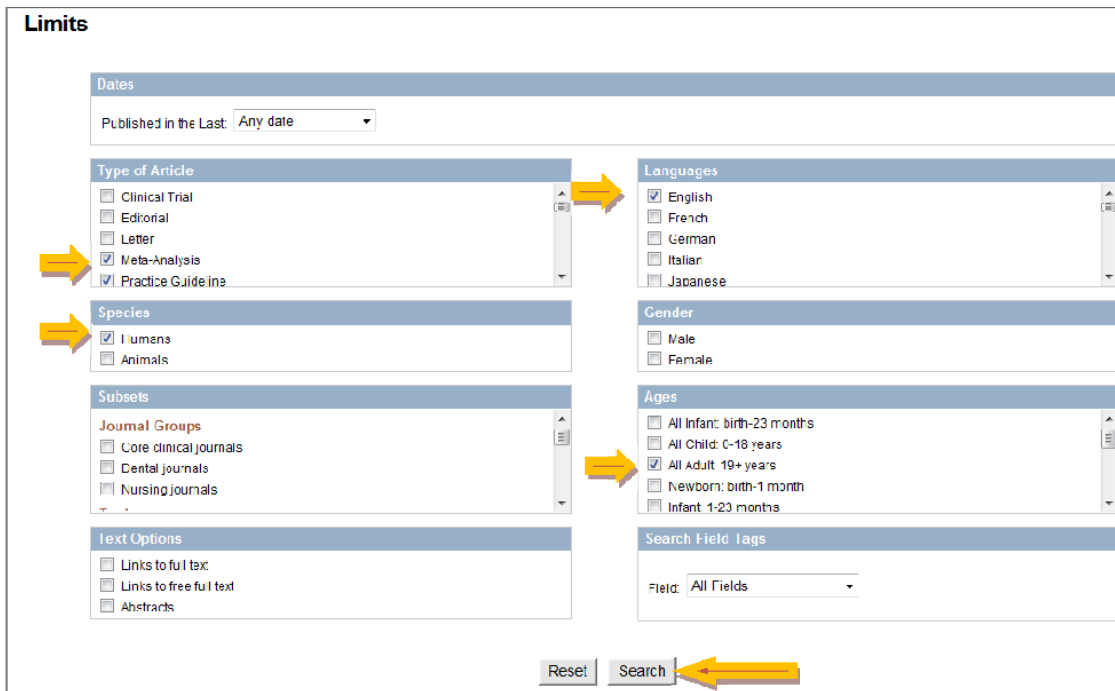 Limits
Dates
Published in the Last: Any date
Type of Article
Clinical Trial
Editorial
Letter
Meta-Analysis
Practice Guideline
Languages
English
French
German
Italian
Japanese
Species
Humans
Animals
Gender
Male
Female
Subsets
Journal Groups
Core clinical journals
Dental journals
Nursing journals
Ages
All Infant: birth-23 months
All Child: 0-18 years
All Adult: 19+ years
Newborn: birth-1 month
Infant: 1-23 months
Text Options
Links to full text
Links to free full text
Abstracts
Search Field Tags
Field: All Fields
Reset Search